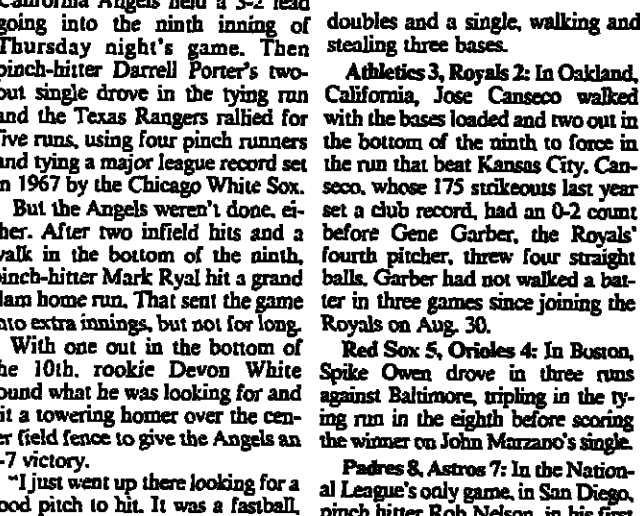 California Angels held a 3-2 lead
going into the ninth inning of
Thursday night's game. Then
pinch-hitter Darrell Porter's two-
out single drove in the tying run
and the Texas Rangers rallied for
five runs, using four pinch runners
and tying a major league record set
in 1967 by the Chicago White Sox.
But the Angels weren't done, ei-
ther. After two infield hits and a
walk in the bottom of the ninth,
pinch-hitter Mark Ryal hit a grand
slam home run. That sent the game
into extra innings, but not for long.
With one out in the bottom of
the 10th, rookie Devon White
found what he was looking for and
hit a towering homer over the cen-
ter field fence to give the Angels an
-7 victory.
"I just went up there looking for a
good pitch to hit. It was a fastball,
doubles and a single, walking and
stealing three bases.
Athletics 3, Royals 2: In Oakland,
California, Jose Canseco walked
with the bases loaded and two out in
the bottom of the ninth to force in
the run that beat Kansas City. Can-
seco, whose 175 strikeouts last year
set a club record, had an 0-2 count
before Gene Garber, the Royals'
fourth pitcher, threw four straight
balls. Garber had not walked a bat-
ter in three games since joining the
Royals on Aug. 30.
Red Sox 5, Orioles 4: In Boston,
Spike Owen drove in three runs
against Baltimore, tripling in the ty-
ing run in the eighth before scoring
the winner on John Marzano's single.
Padres 8, Astros 7: In the Nation-
al League's only game, in San Diego,
pinch hitter Rob Nelson, in his first